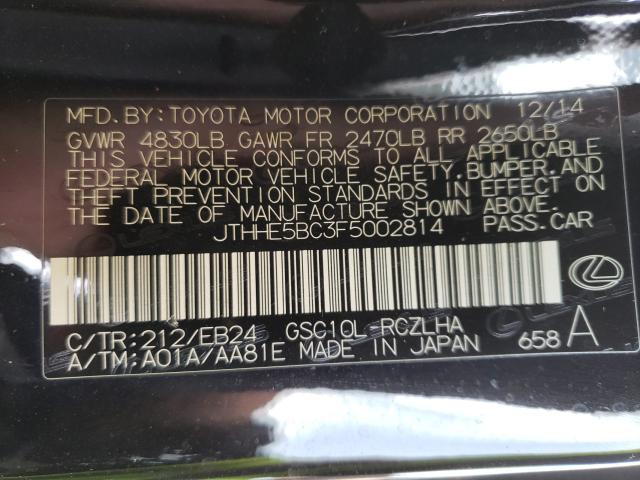 MFD. BY: TOYOTA MOTOR CORPORATION 12/14
GVWR 4830LB. GAWR FR 2470LB RR 2650LB
THIS VEHICLE CONFORMS TO ALL APPLICABLE
FEDERAL MOTOR VEHICLE SAFETY, BUMPER, AND
THEFT PREVENTION STANDARDS IN EFFECT ON
THE DATE OF MANUFACTURE SHOWN ABOVE.
JTHHE5BC3F5002814 PASS. CAR
C/TR: 212/EB24 GSC10L-RCZLHA
A/TM: A01A/AA81E MADE IN JAPAN 658 A